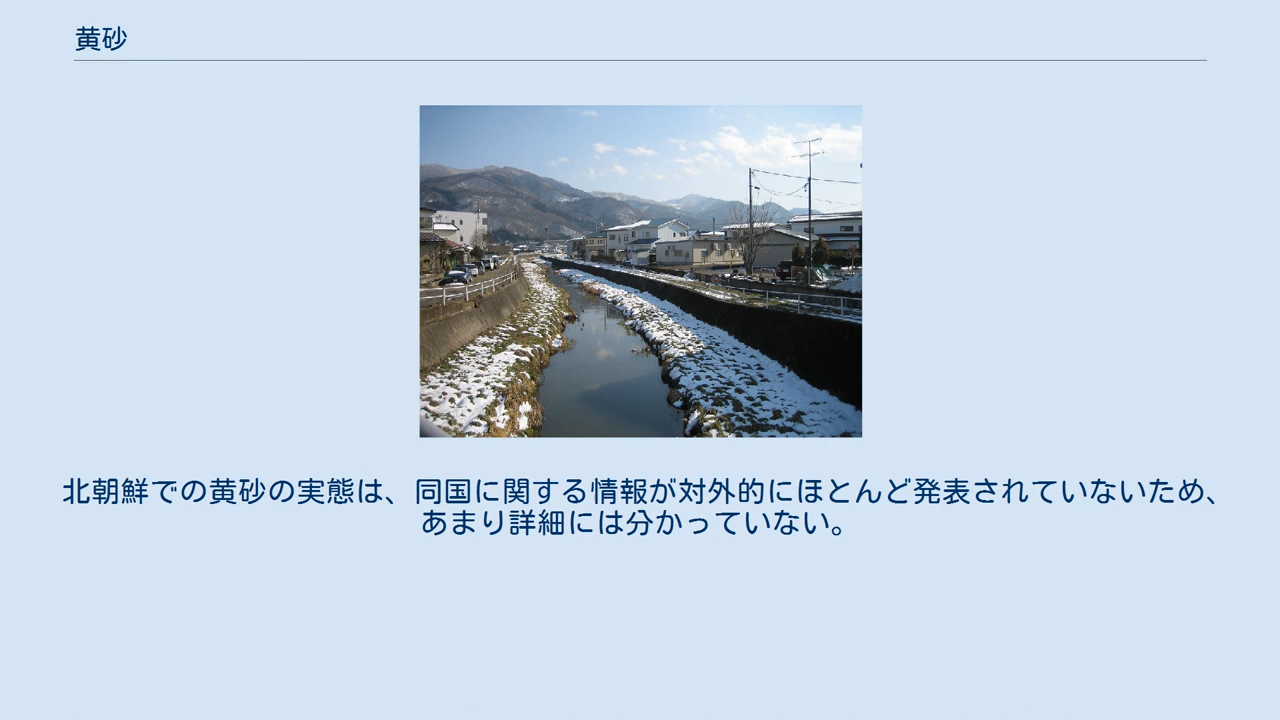 黄砂
北朝鮮での黄砂の実態は、同国に関する情報が対外的にほとんど発表されていないため、
あまり詳細には分かっていない。